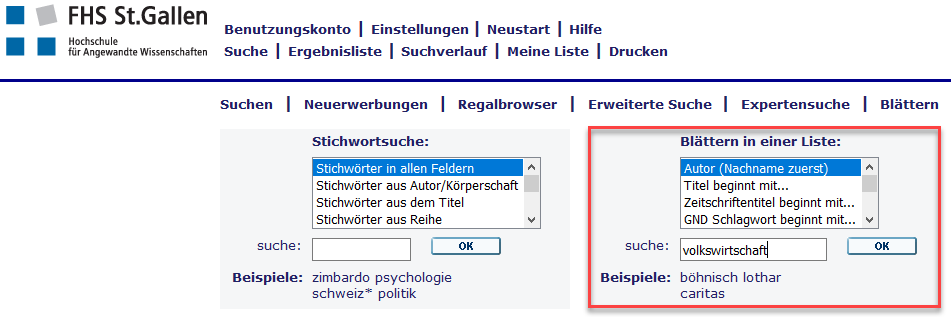 FHS St.Gallen
Hochschule
für Angewandte Wissenschaften
Benutzungskonto | Einstellungen | Neustart | Hilfe
Suche | Ergebnisliste | Suchverlauf | Meine Liste | Drucken
Suchen | Neuerwerbungen | Regalbrowser | Erweiterte Suche | Expertensuche | Blättern
Stichwortsuche:
Stichwörter in allen Feldern
Stichwörter aus Autor/Körperschaft
Stichwörter aus dem Titel
Stichwörter aus Reihe
suche: OK
Beispiele: zimbardo psychologie
schweiz* politik
Blättern in einer Liste:
Autor (Nachname zuerst)
Titel beginnt mit...
Zeitschriftentitel beginnt mit...
GND Schlagwort beginnt mit...
suche: volkswirtschaft OK
Beispiele: böhnisch lothar
caritas